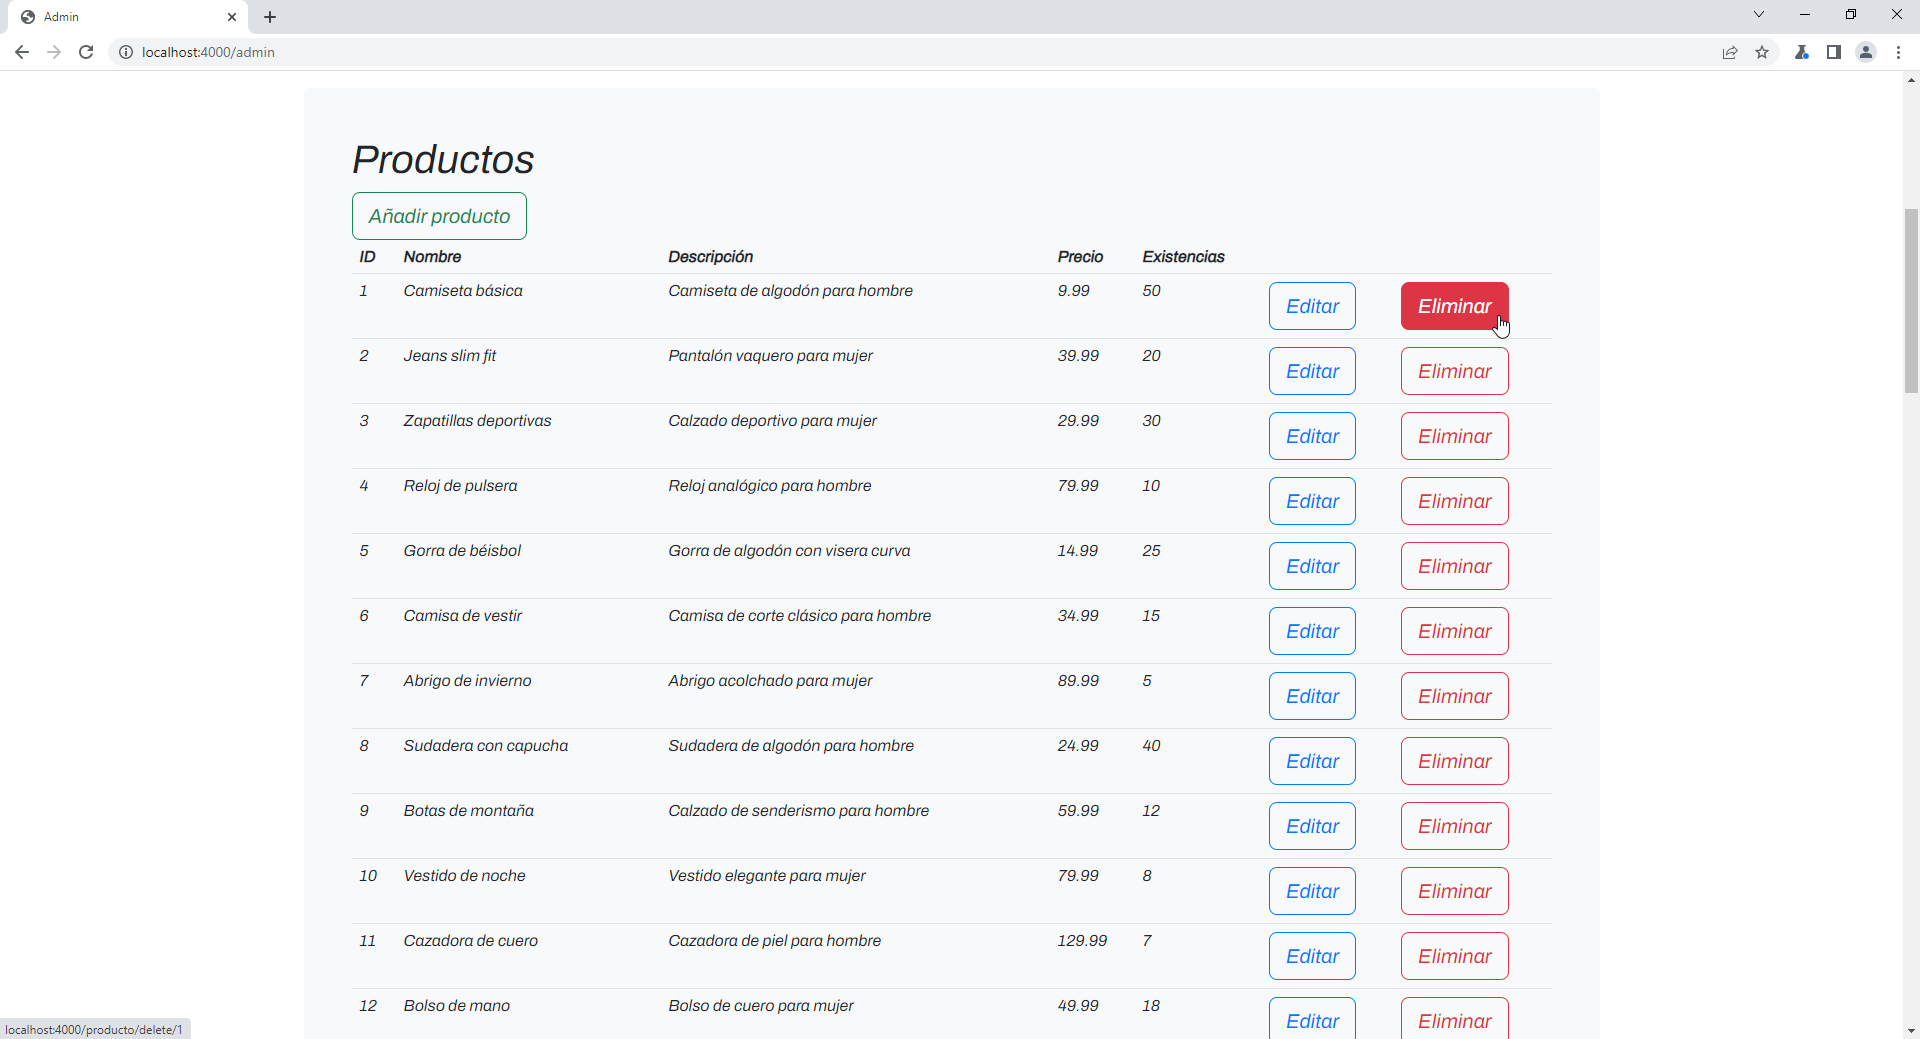 Admin
localhost:4000/admin
Productos
Añadir producto
ID Nombre Descripción Precio Existencias
1 Camiseta básica Camiseta de algodón para hombre 9.99 50 Editar Eliminar
2 Jeans slim fit Pantalón vaquero para mujer 39.99 20 Editar Eliminar
3 Zapatillas deportivas Calzado deportivo para mujer 29.99 30 Editar Eliminar
4 Reloj de pulsera Reloj analógico para hombre 79.99 10 Editar Eliminar
5 Gorra de béisbol Gorra de algodón con visera curva 14.99 25 Editar Eliminar
6 Camisa de vestir Camisa de corte clásico para hombre 34.99 15 Editar Eliminar
7 Abrigo de invierno Abrigo acolchado para mujer 89.99 5 Editar Eliminar
8 Sudadera con capucha Sudadera de algodón para hombre 24.99 40 Editar Eliminar
9 Botas de montaña Calzado de senderismo para hombre 59.99 12 Editar Eliminar
10 Vestido de noche Vestido elegante para mujer 79.99 8 Editar Eliminar
11 Cazadora de cuero Cazadora de piel para hombre 129.99 7 Editar Eliminar
12 Bolso de mano Bolso de cuero para mujer 49.99 18 Editar Eliminar
localhost:4000/producto/delete/1